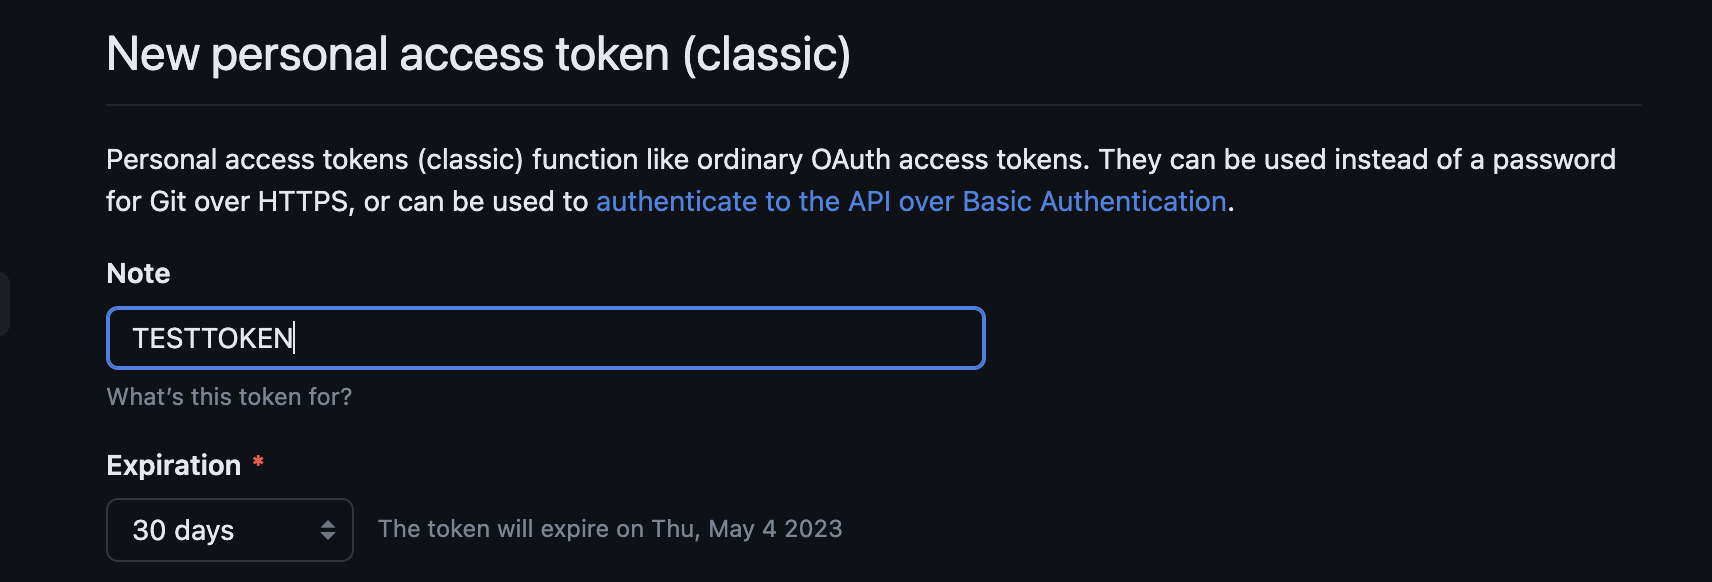 New personal access token (classic)
Personal access tokens (classic) function like ordinary OAuth access tokens. They can be used instead of a password
for Git over HTTPS, or can be used to authenticate to the API over Basic Authentication.
Note
TESTTOKEN
What’s this token for?
Expiration *
30 days The token will expire on Thu, May 4 2023